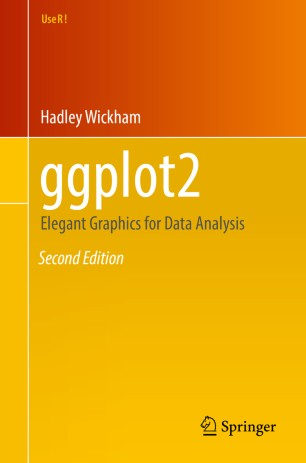 Use R!
Hadley Wickham
ggplot2
Elegant Graphics for Data Analysis
Second Edition
Springer